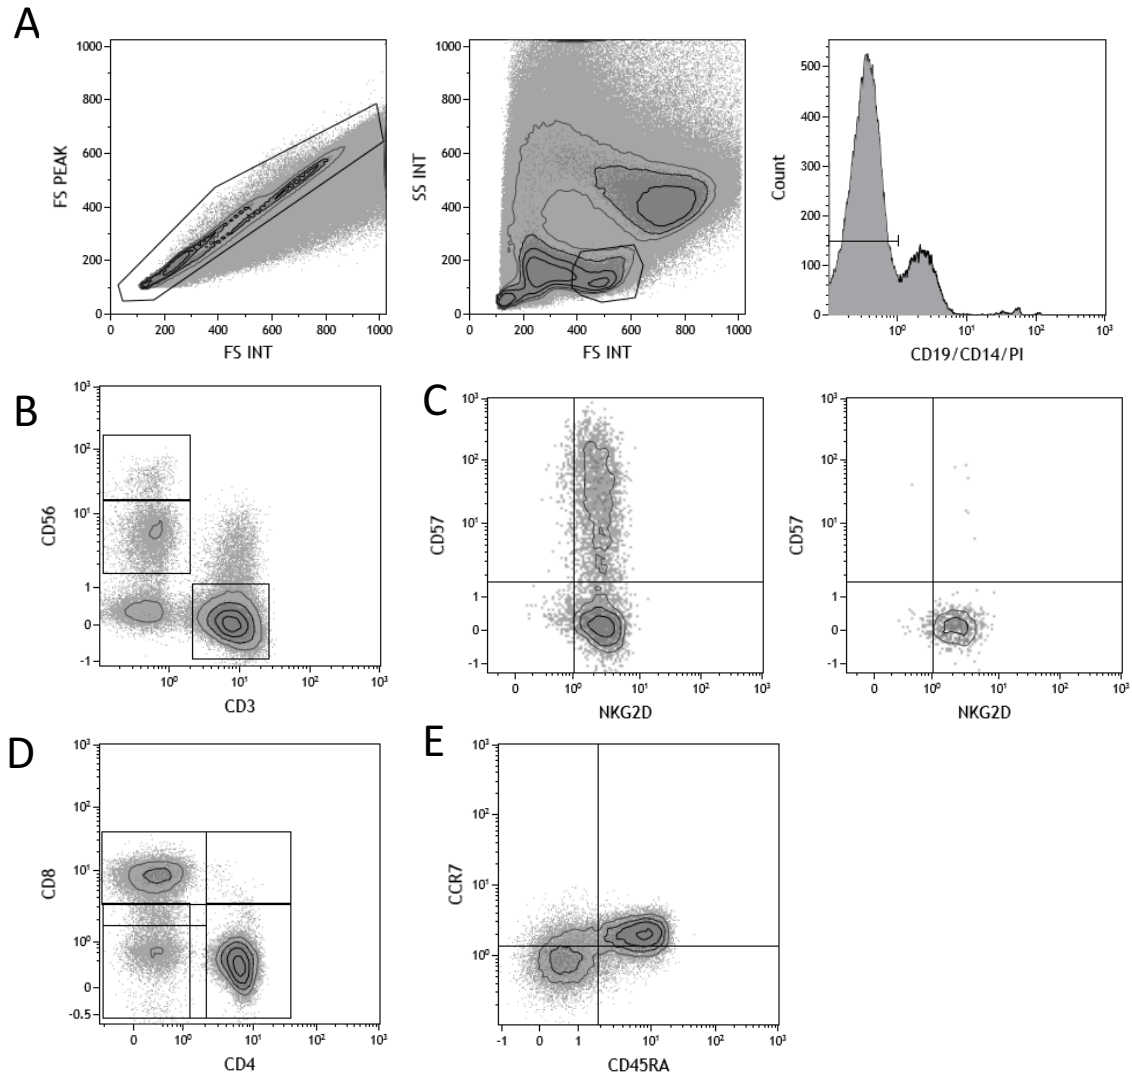 A
FS PEAK
1000
800
600
400
200
0
0 200 400 600 800 1000
FS INT
SS INT
1000
800
600
400
200
0
0 200 400 600 800 1000
FS INT
Count
500
400
300
200
100
0
10⁰ 10¹ 10² 10³
CD19/CD14/PI
B
CD56
10³
10²
10¹
1
0
-1
10⁰ 10¹ 10² 10³
CD3
C
CD57
10³
10²
10¹
1
0
-1
0 10⁰ 10¹ 10² 10³
NKG2D
CD57
10³
10²
10¹
1
0
-1
0 10⁰ 10¹ 10² 10³
NKG2D
D
CD8
10³
10²
10¹
10⁰
0
-0.5
0 10⁰ 10¹ 10² 10³
CD4
E
CCR7
10³
10²
10¹
10⁰
-1 0 1 10¹ 10² 10³
CD45RA